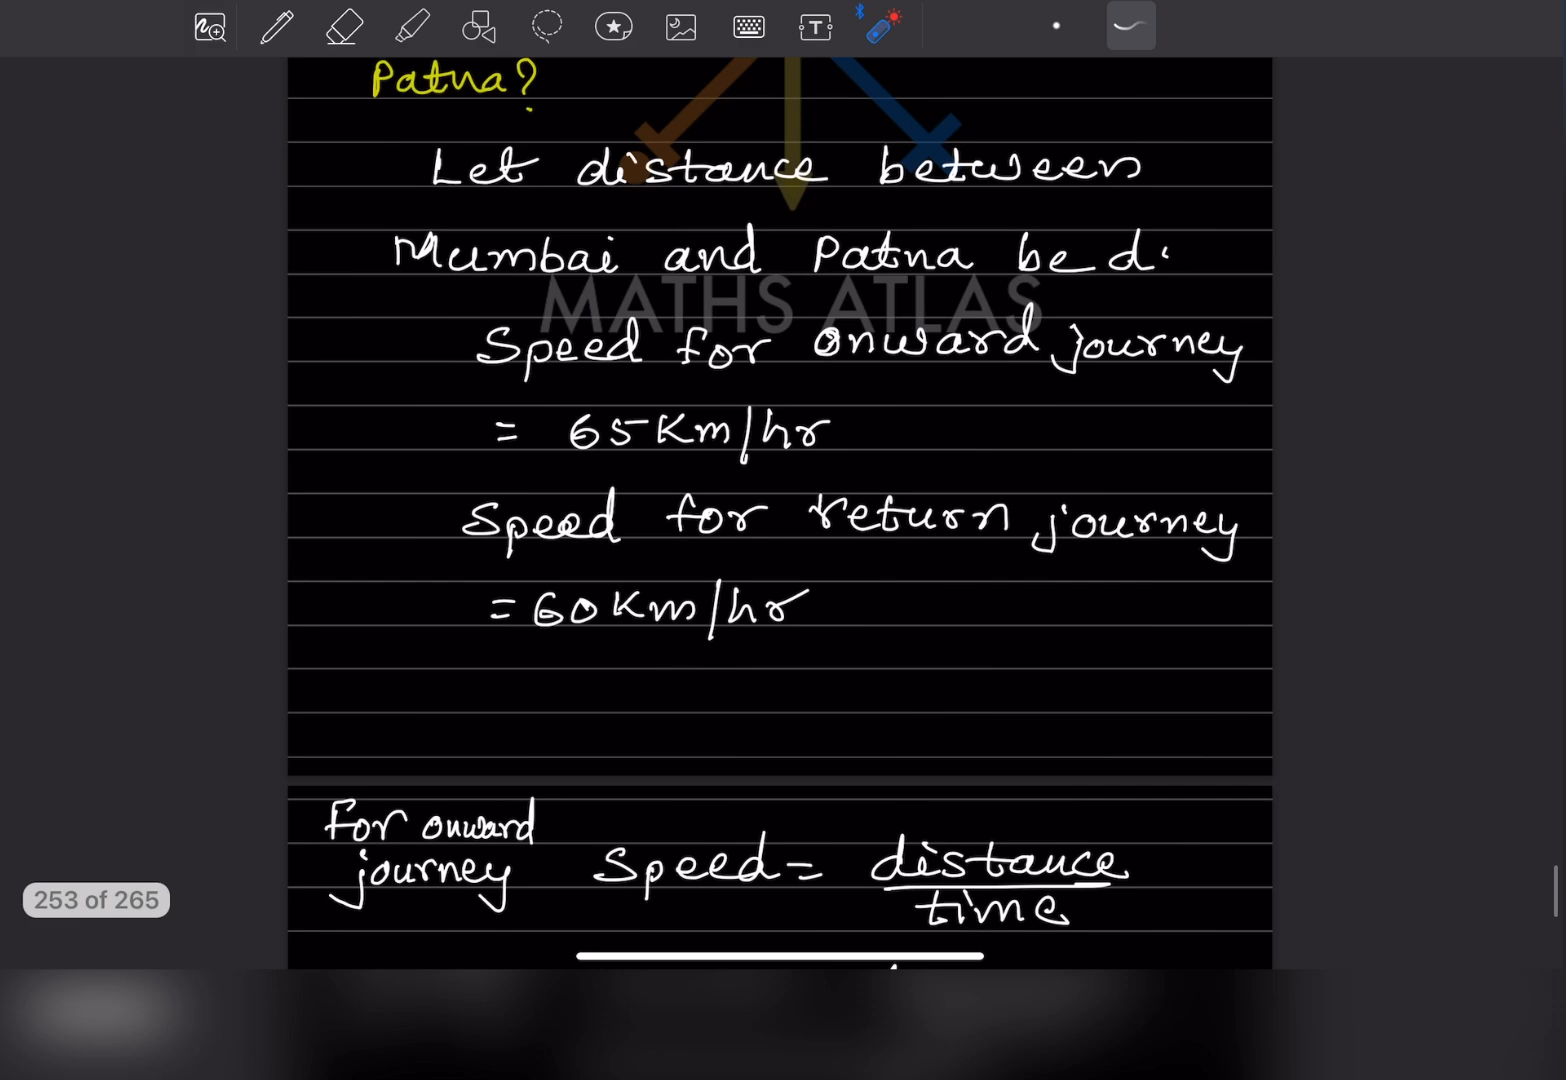 Patna?
Let distance between
Mumbai and Patna be d.
MATHS ATLAS
Speed for onward journey
= 65 Km/hr
Speed for return journey
= 60 Km/hr
For onward
journey Speed = distance
time
253 of 265